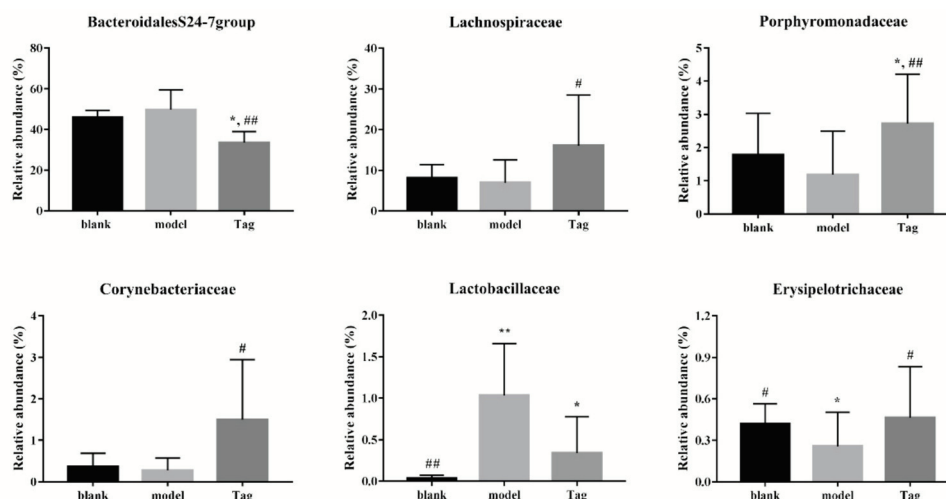 BacteroidalesS24-7group
Relative abundance (%)
80
60
40
20
0
*, ##
blank model Tag
Lachnospiraceae
Relative abundance (%)
40
30
20
10
0
#
blank model Tag
Porphyromonadaceae
Relative abundance (%)
5
4
3
2
1
0
*, ##
blank model Tag
Corynebacteriaceae
Relative abundance (%)
4
3
2
1
0
#
blank model Tag
Lactobacillaceae
Relative abundance (%)
2.0
1.5
1.0
0.5
0.0
##
**
*
blank model Tag
Erysipelotrichaceae
Relative abundance (%)
1.2
0.9
0.6
0.3
0.0
#
*
#
blank model Tag